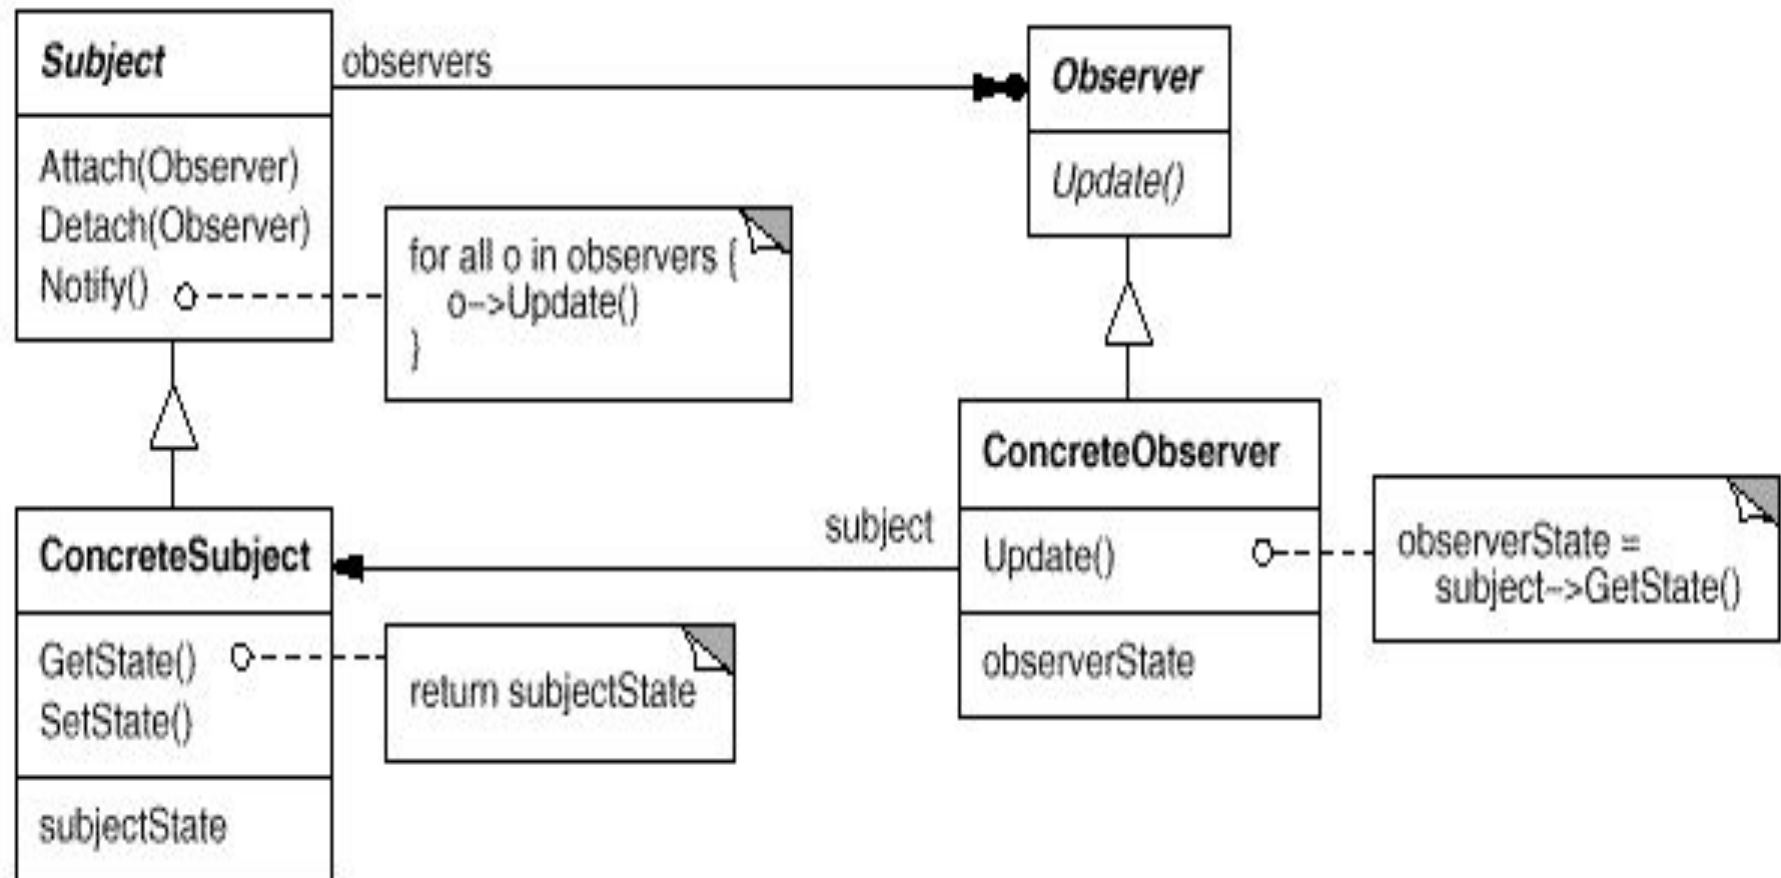 Subject
observers
Attach(Observer)
Detach(Observer)
Notify()
for all o in observers {
o->Update()
}
Observer
Update()
ConcreteSubject
GetState()
SetState()
subjectState
return subjectState
subject
ConcreteObserver
Update()
observerState
observerState =
subject->GetState()